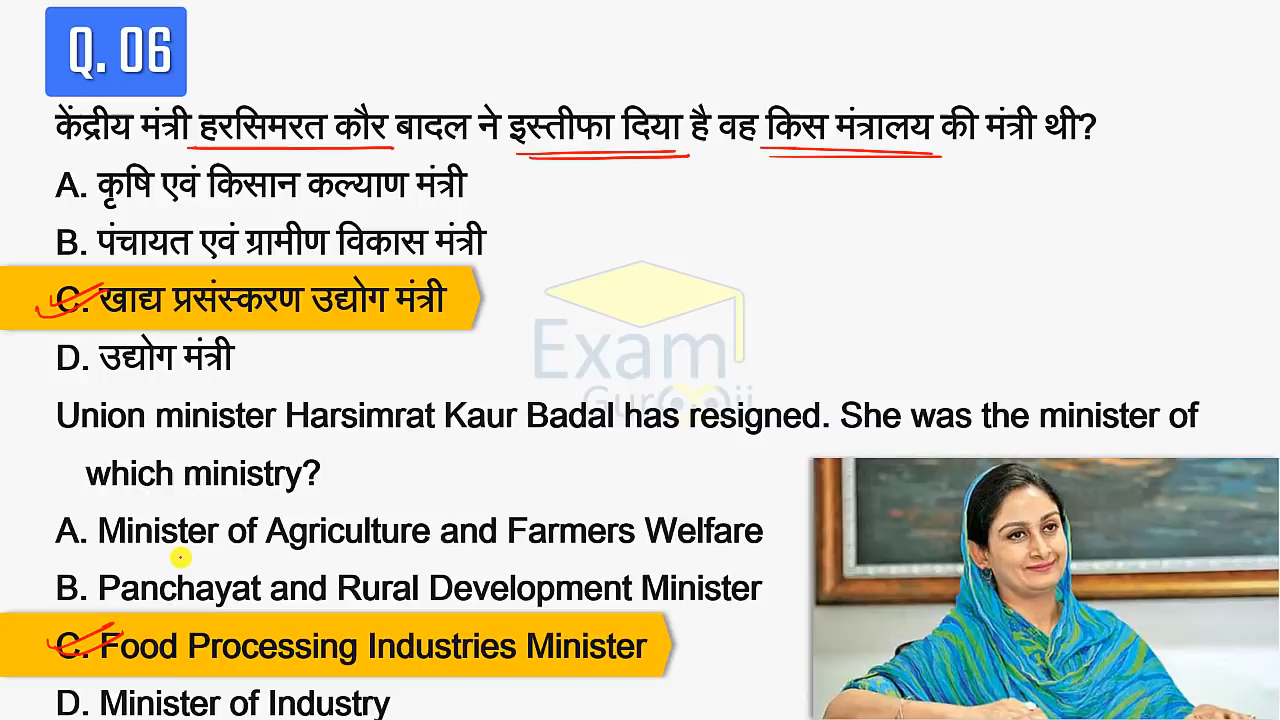 Q. 06
केंद्रीय मंत्री हरसिमरत कौर बादल ने इस्तीफा दिया है वह किस मंत्रालय की मंत्री थी?
A. कृषि एवं किसान कल्याण मंत्री
B. पंचायत एवं ग्रामीण विकास मंत्री
C. खाद्य प्रसंस्करण उद्योग मंत्री
D. उद्योग मंत्री
Exam
Guru ji
Union minister Harsimrat Kaur Badal has resigned. She was the minister of
which ministry?
A. Minister of Agriculture and Farmers Welfare
B. Panchayat and Rural Development Minister
C. Food Processing Industries Minister
D. Minister of Industry